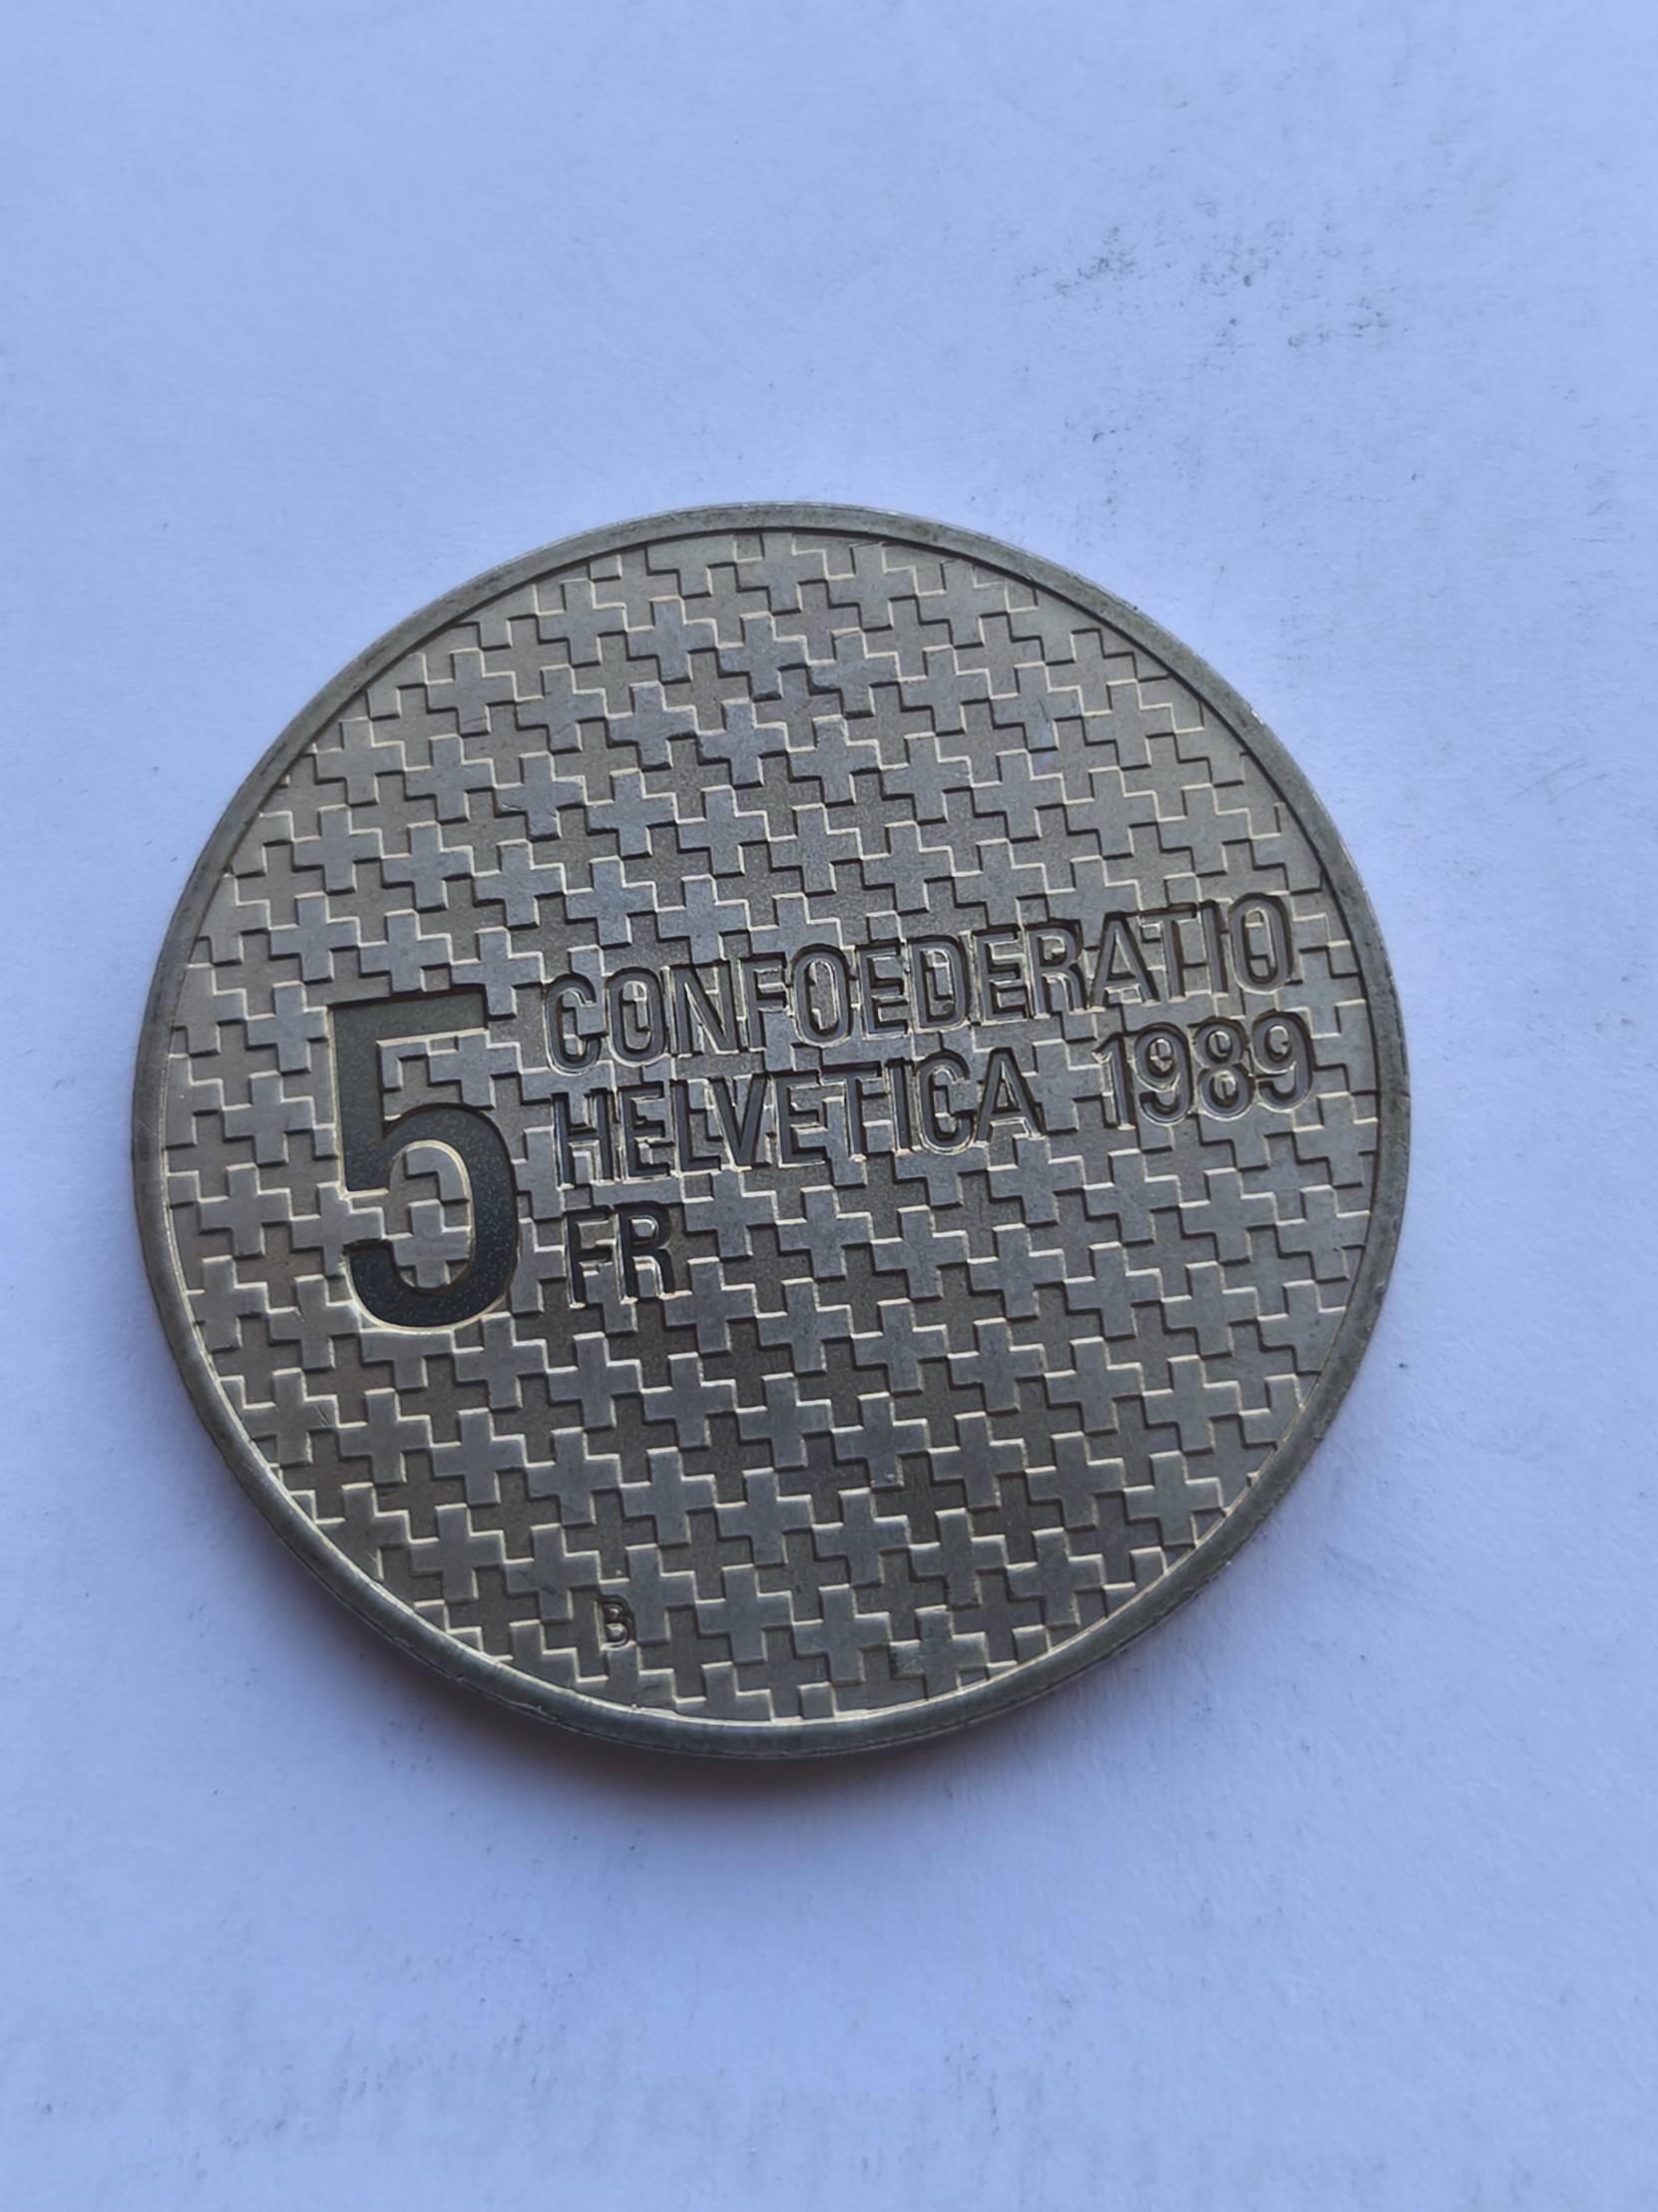 5
CONFOEDERATIO
HELVETICA 1989
FR
B